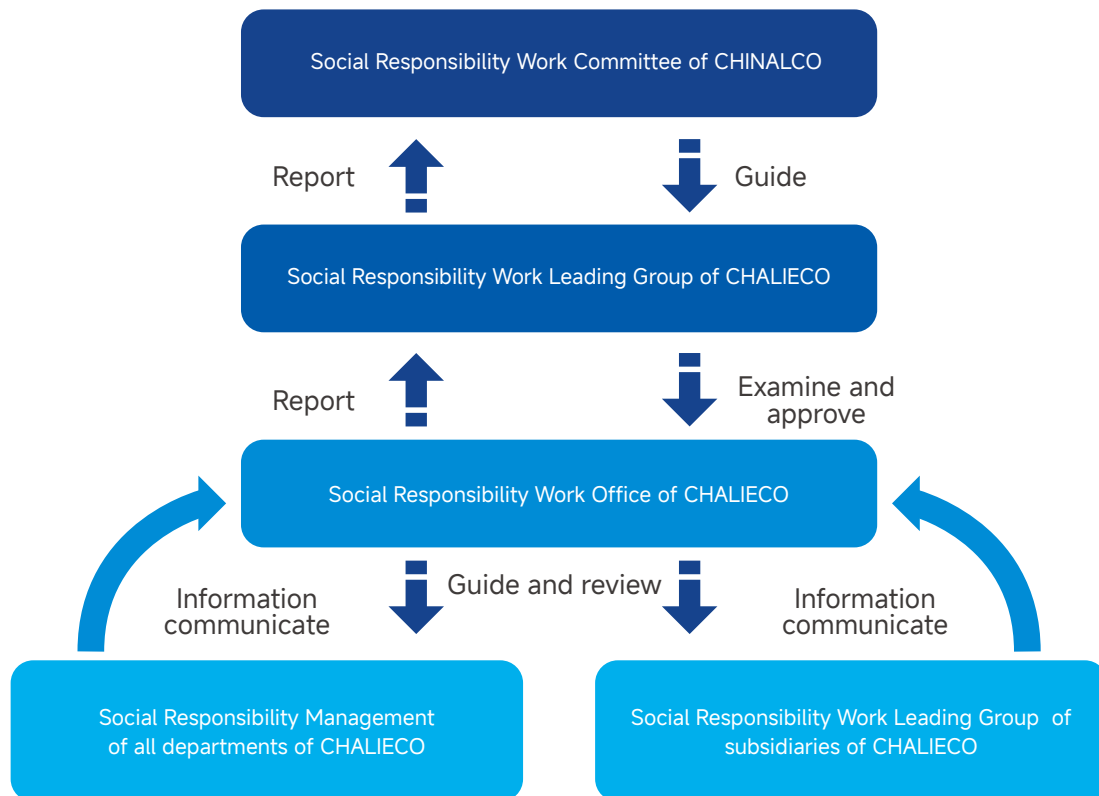 Social Responsibility Work Committee of CHINALCO
Report
Guide
Social Responsibility Work Leading Group of CHALIECO
Report
Examine and
approve
Social Responsibility Work Office of CHALIECO
Guide and review
Information
communicate
Information
communicate
Social Responsibility Management
of all departments of CHALIECO
Social Responsibility Work Leading Group of
subsidiaries of CHALIECO